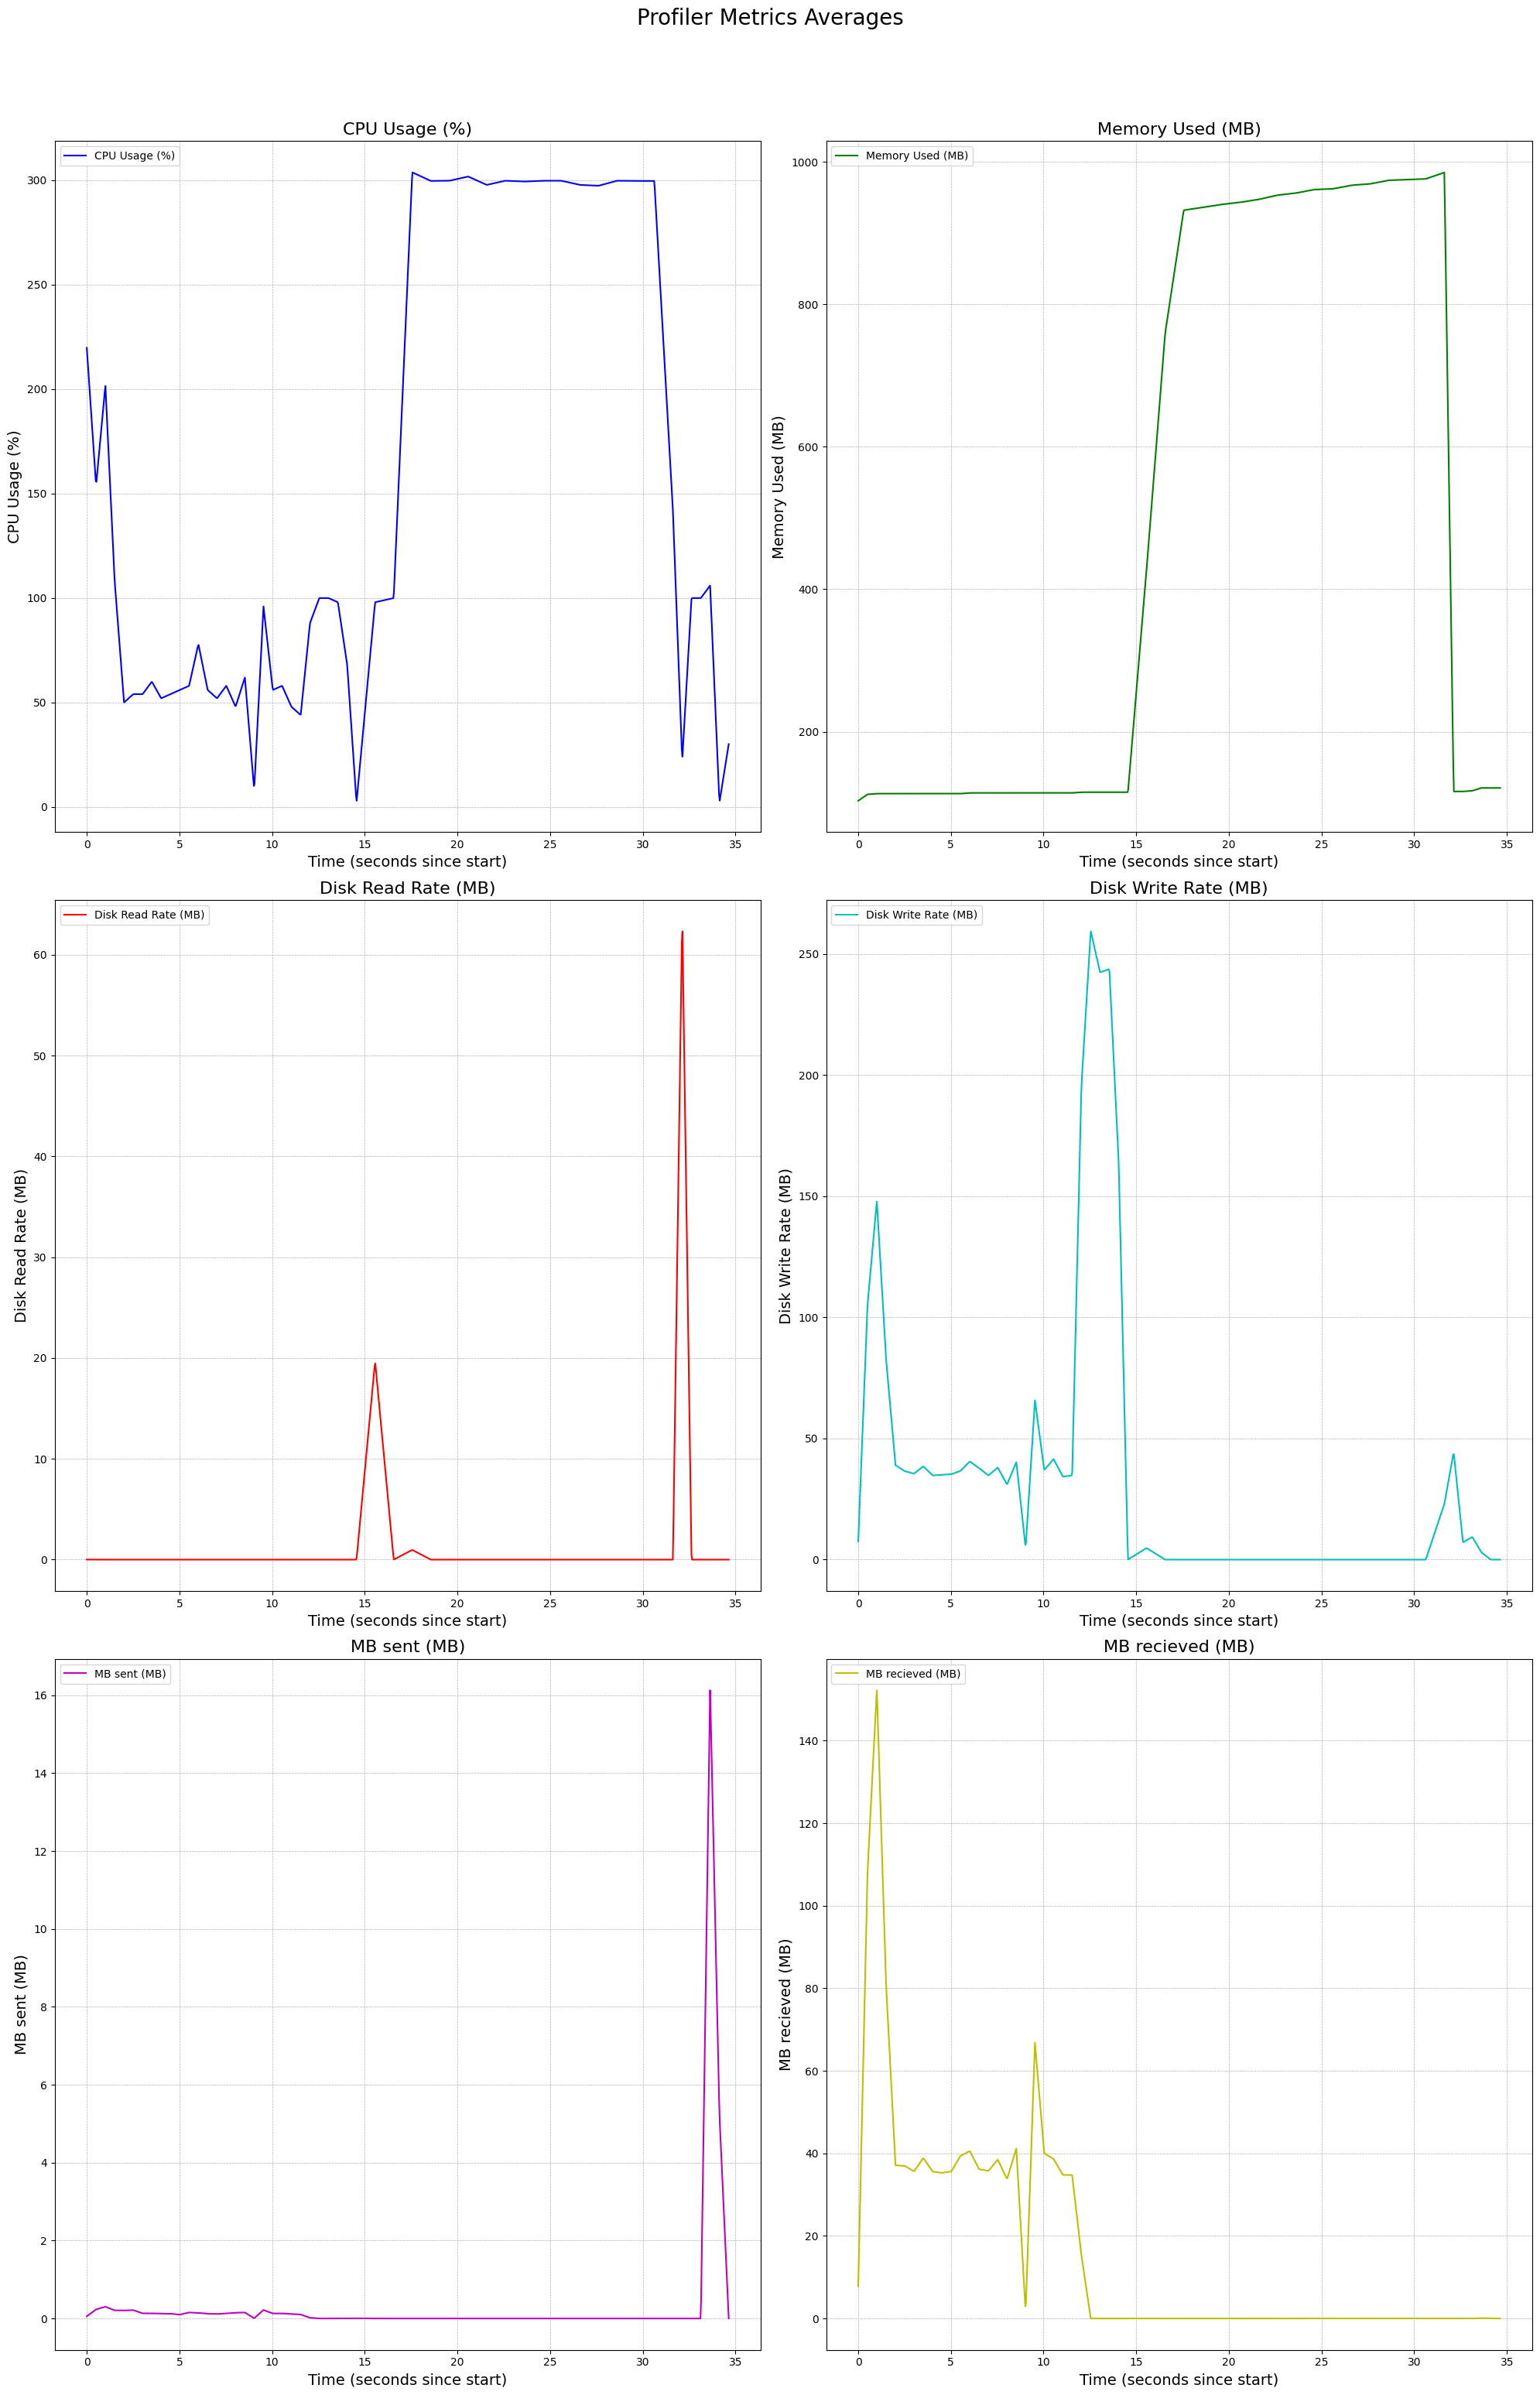 Profiler Metrics Averages
CPU Usage (%)
CPU Usage (%)
CPU Usage (%)
300
250
200
150
100
50
0
0 5 10 15 20 25 30 35
Time (seconds since start)
Memory Used (MB)
Memory Used (MB)
Memory Used (MB)
1000
800
600
400
200
0 5 10 15 20 25 30 35
Time (seconds since start)
Disk Read Rate (MB)
Disk Read Rate (MB)
Disk Read Rate (MB)
60
50
40
30
20
10
0
0 5 10 15 20 25 30 35
Time (seconds since start)
Disk Write Rate (MB)
Disk Write Rate (MB)
Disk Write Rate (MB)
250
200
150
100
50
0
0 5 10 15 20 25 30 35
Time (seconds since start)
MB sent (MB)
MB sent (MB)
MB sent (MB)
16
14
12
10
8
6
4
2
0
0 5 10 15 20 25 30 35
Time (seconds since start)
MB recieved (MB)
MB recieved (MB)
MB recieved (MB)
140
120
100
80
60
40
20
0
0 5 10 15 20 25 30 35
Time (seconds since start)